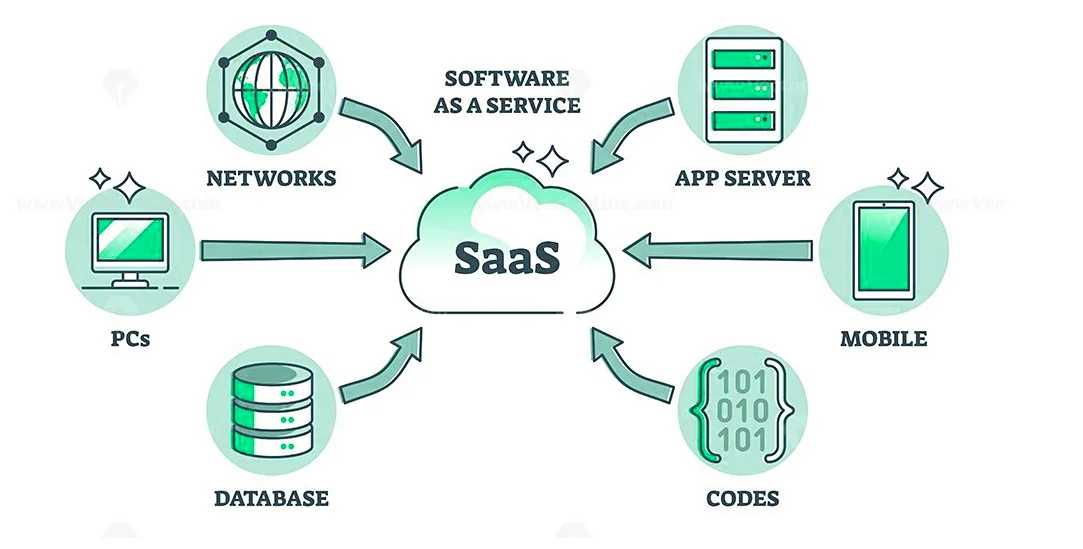 SOFTWARE
AS A SERVICE
NETWORKS
APP SERVER
SaaS
PCs
MOBILE
101
010
101
DATABASE
CODES